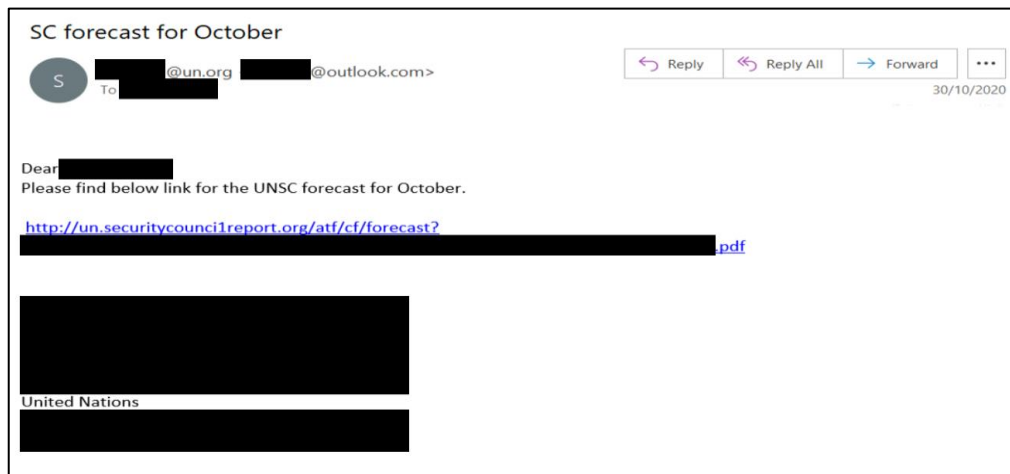 SC forecast for October
S
@un.org @outlook.com>
To
Reply
Reply All
Forward
30/10/2020
Dear
Please find below link for the UNSC forecast for October.
http://un.securitycounci1report.org/atf/cf/forecast?
.pdf
United Nations